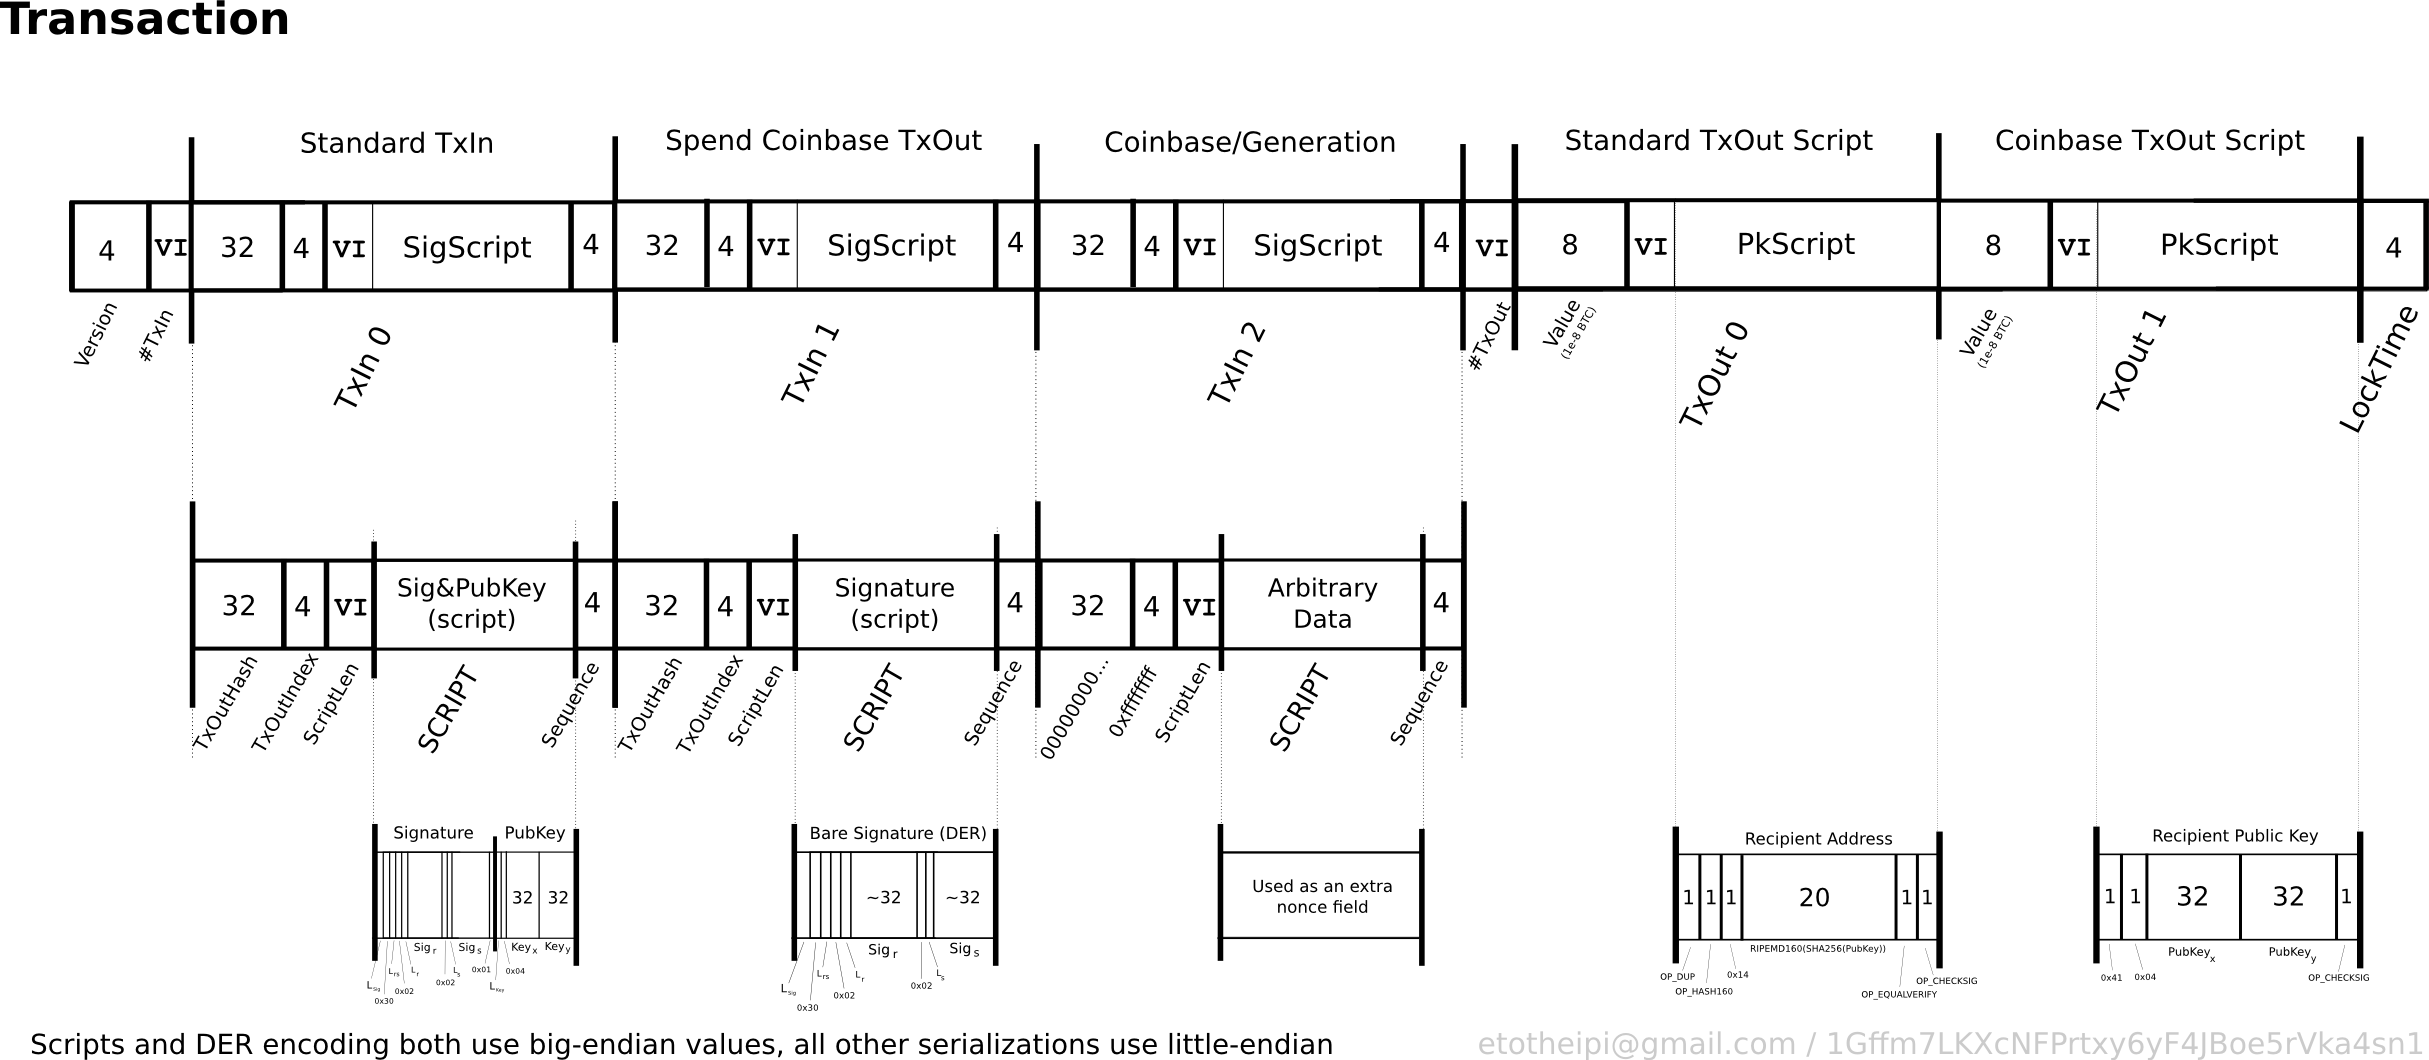 Transaction
Standard TxIn
Spend Coinbase TxOut
Coinbase/Generation
Standard TxOut Script
Coinbase TxOut Script
4 VI 32 4 VI SigScript 4 32 4 VI SigScript 4 32 4 VI SigScript 4 VI 8 VI PkScript 8 VI PkScript 4
Version
#TxIn
TxIn 0
TxIn 1
TxIn 2
#TxOut
Value
(1e-8 BTC)
TxOut 0
Value
(1e-8 BTC)
TxOut 1
LockTime
32 4 VI
Sig&PubKey
(script)
4
32 4 VI
Signature
(script)
4
32 4 VI
Arbitrary
Data
4
TxOutHash
TxOutIndex
ScriptLen
SCRIPT
Sequence
TxOutHash
TxOutIndex
ScriptLen
SCRIPT
Sequence
00000000...
0xffffffff
ScriptLen
SCRIPT
Sequence
Signature
PubKey
32 32
Sig r
Sig s
Key x
Key y
L Sig
0x30
L rs
0x02
L r
0x02
L s
0x01
L Key
0x04
Bare Signature (DER)
~32 ~32
Sig r
Sig s
L Sig
0x30
L rs
0x02
L r
0x02
L s
Used as an extra
nonce field
Recipient Address
1 1 1 20 1 1
RIPEMD160(SHA256(PubKey))
OP_DUP
OP_HASH160
0x14
OP_EQUALVERIFY
OP_CHECKSIG
Recipient Public Key
1 1 32 32 1
PubKey x
PubKey y
0x41
0x04
OP_CHECKSIG
Scripts and DER encoding both use big-endian values, all other serializations use little-endian
etotheipi@gmail.com / 1Gffm7LKXcNFPrtxy6yF4JBoe5rVka4sn1